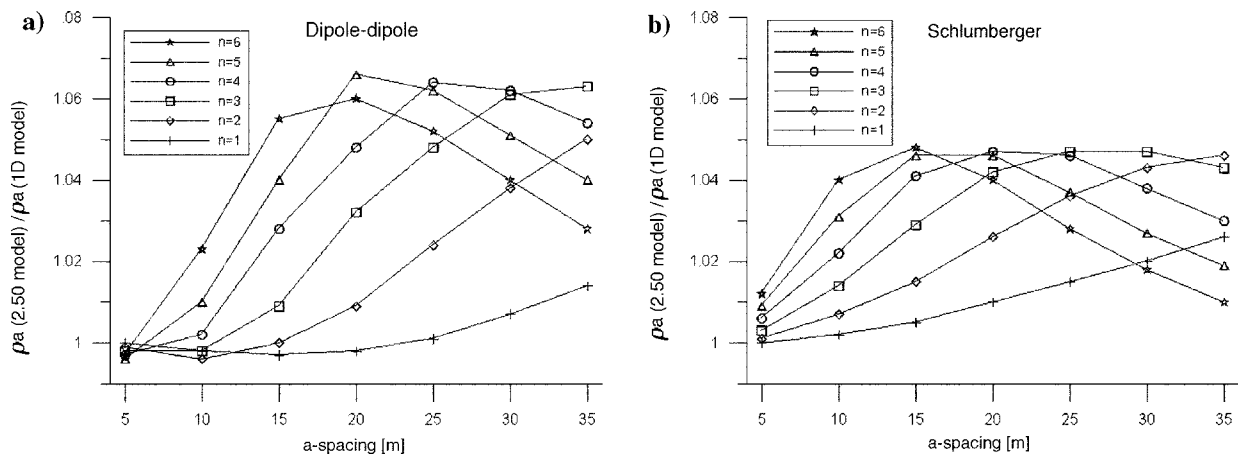 a)
Dipole-dipole
n=6
n=5
n=4
n=3
n=2
n=1
.08
1.06
1.04
1.02
1
ρa (2.50 model) / ρa (1D model)
5 10 15 20 25 30 35
a-spacing [m]
b)
Schlumberger
n=6
n=5
n=4
n=3
n=2
n=1
1.08
1.06
1.04
1.02
1
ρa (2.50 model) / ρa (1D model)
5 10 15 20 25 30 35
a-spacing [m]